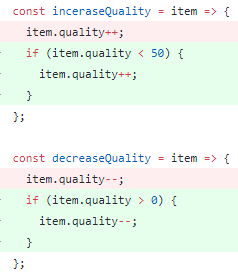 const inceraseQuality = item => {
  item.quality++;
  if (item.quality < 50) {
    item.quality++;
  }
};
const decreaseQuality = item => {
  item.quality--;
  if (item.quality > 0) {
    item.quality--;
  }
};